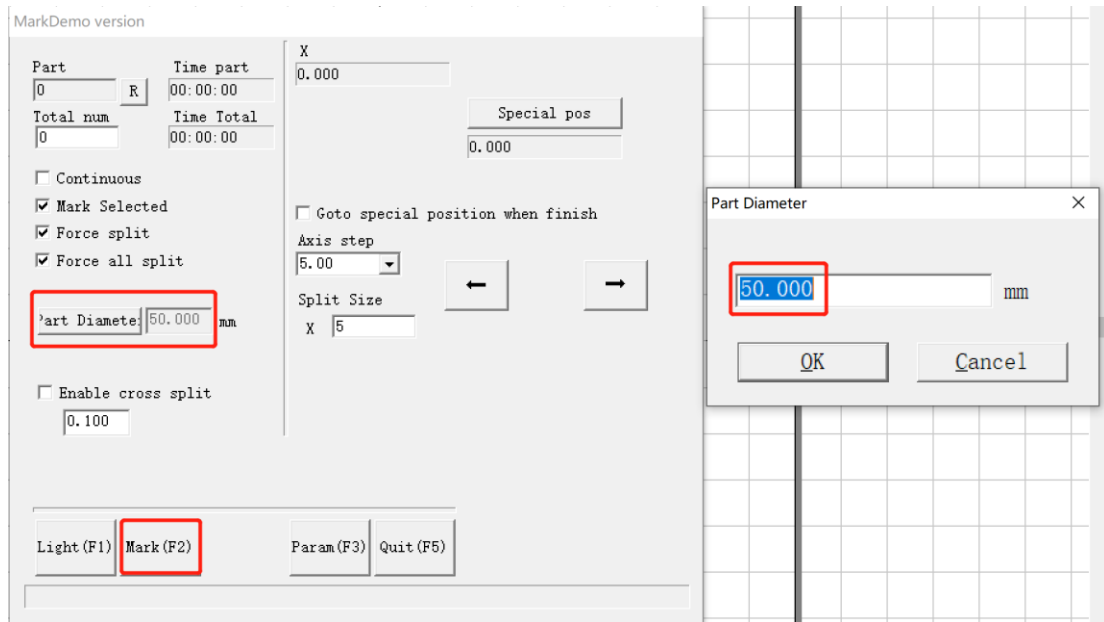 MarkDemo version
Part Time part
0 R 00:00:00
Total num Time Total
0 00:00:00
Continuous
Mark Selected
Force split
Force all split
Part Diamete 50.000 mm
Enable cross split
0.100
X
0.000
Special pos
0.000
Goto special position when finish
Axis step
5.00
Split Size
X 5
Light(F1) Mark(F2) Param(F3) Quit(F5)
Part Diameter
50.000 mm
OK Cancel